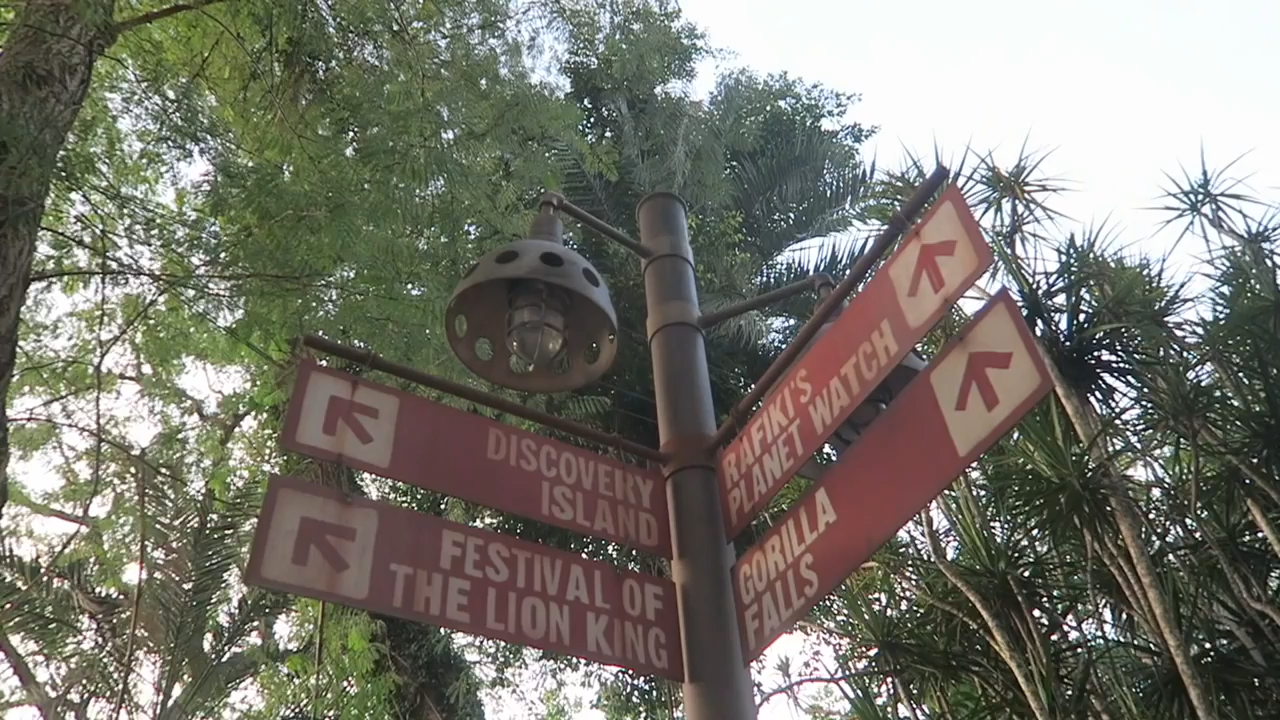 DISCOVERY
ISLAND
FESTIVAL OF
THE LION KING
RAFIKI'S
PLANET WATCH
GORILLA
FALLS